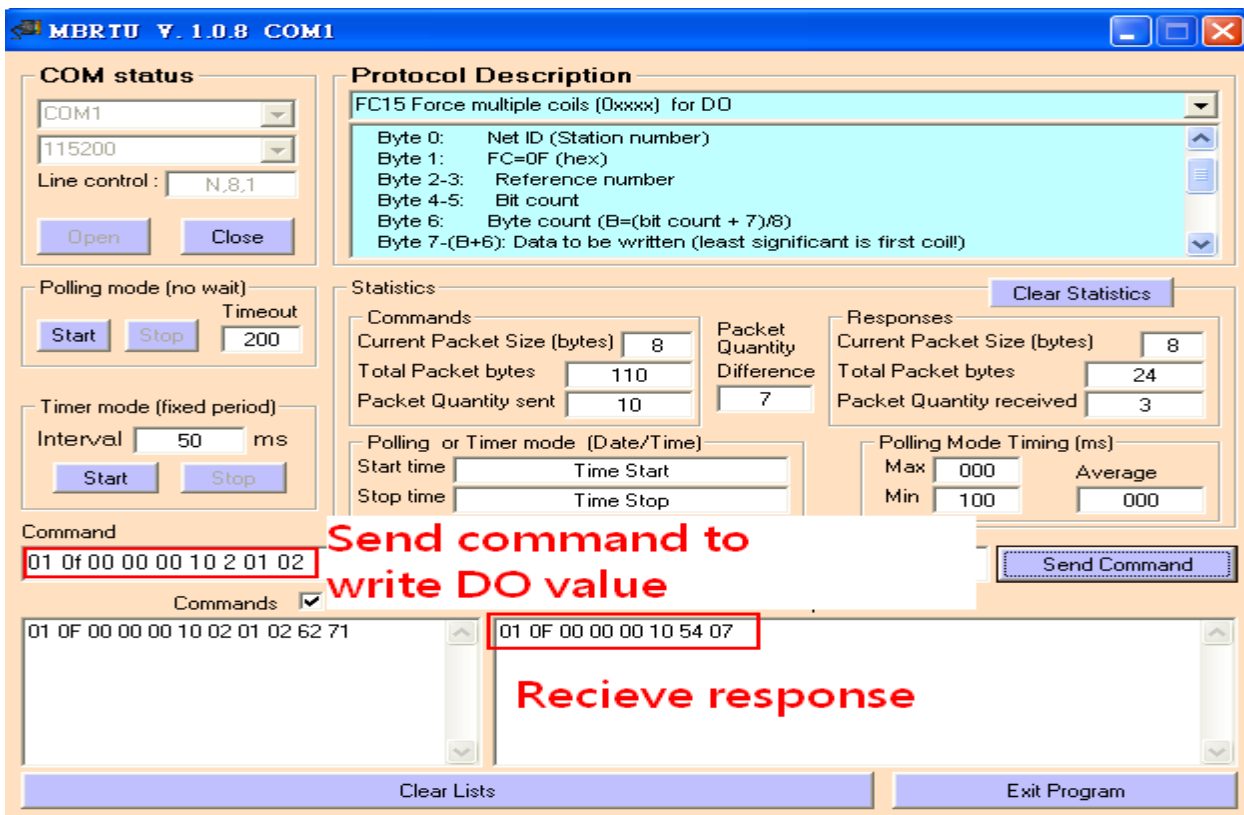 MBRTU V. 1.0.8 COM1
COM status
COM1
115200
Line control : N,8,1
Open Close
Protocol Description
FC15 Force multiple coils (0xxxx) for DO
Byte 0: Net ID (Station number)
Byte 1: FC=0F (hex)
Byte 2-3: Reference number
Byte 4-5: Bit count
Byte 6: Byte count (B=(bit count + 7)/8)
Byte 7-(B+6): Data to be written (least significant is first coil!)
Polling mode (no wait)
Timeout
Start Stop 200
Timer mode (fixed period)
Interval 50 ms
Start Stop
Statistics
Clear Statistics
Commands
Current Packet Size (bytes) 8
Total Packet bytes 110
Packet Quantity sent 10
Packet
Quantity
Difference
7
Responses
Current Packet Size (bytes) 8
Total Packet bytes 24
Packet Quantity received 3
Polling or Timer mode (Date/Time)
Start time Time Start
Stop time Time Stop
Polling Mode Timing (ms)
Max 000 Average
Min 100 000
Command
01 0f 00 00 00 10 2 01 02
Send command to
write DO value
Send Command
Commands
01 0F 00 00 00 10 02 01 02 62 71
01 0F 00 00 00 10 54 07
Recieve response
Clear Lists
Exit Program